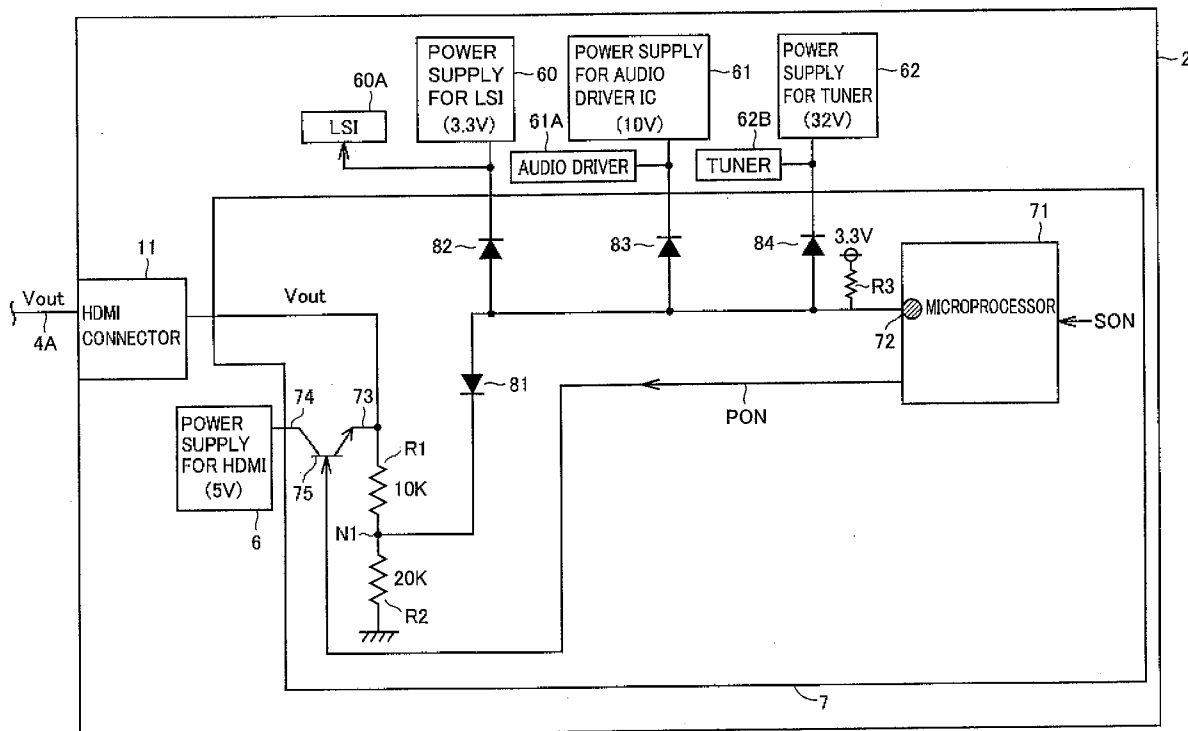 2
60A
LSI
POWER
SUPPLY
FOR LSI
(3.3V)
60
61A
AUDIO DRIVER
POWER SUPPLY
FOR AUDIO
DRIVER IC
(10V)
61
62B
TUNER
POWER
SUPPLY
FOR TUNER
(32V)
62
82
83
84
3.3V
R3
71
MICROPROCESSOR
72
SON
11
Vout
4A
HDMI
CONNECTOR
Vout
81
PON
74
73
POWER
SUPPLY
FOR HDMI
(5V)
75
6
R1
10K
N1
20K
R2
7